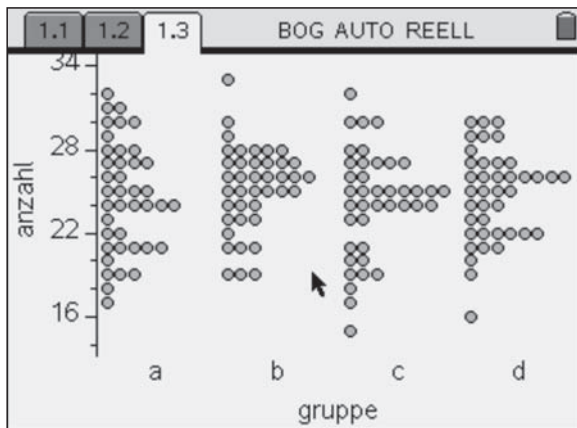 1.1 1.2 1.3 BOG AUTO REELL
34
28
anzahl
22
16
a b c d
gruppe